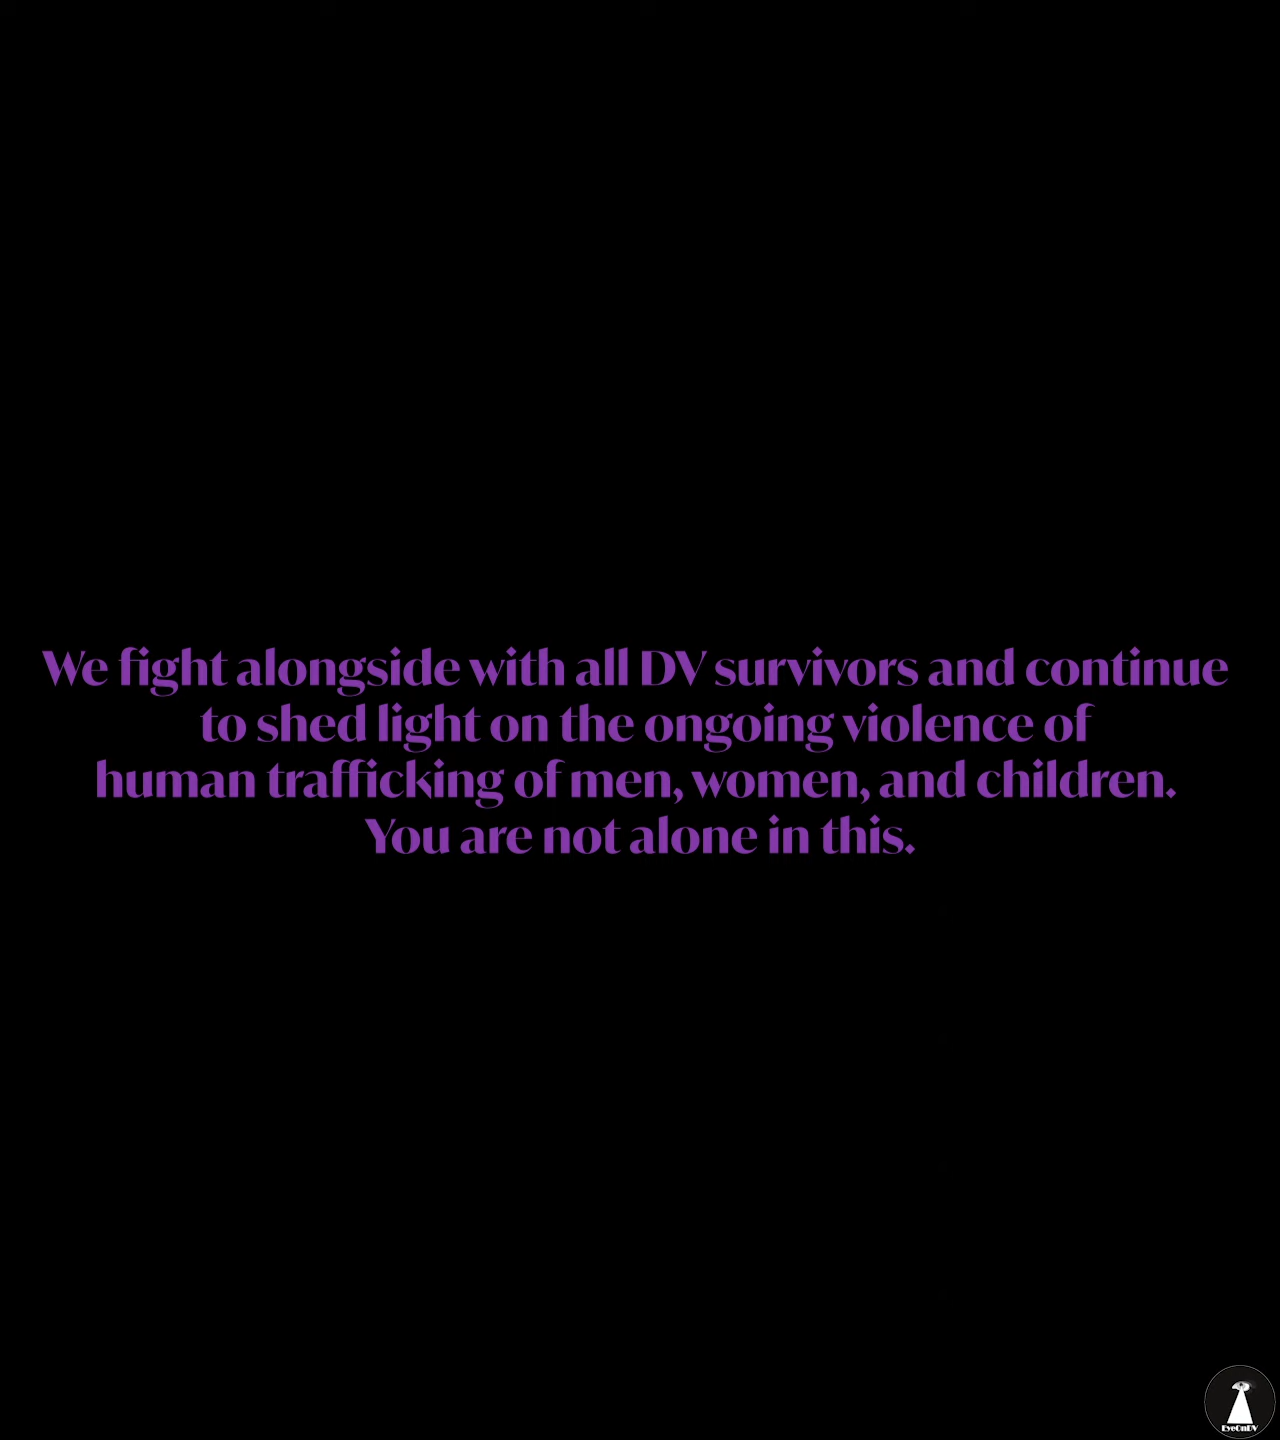 We fight alongside with all DV survivors and continue
to shed light on the ongoing violence of
human trafficking of men, women, and children.
You are not alone in this.
EyeOnDV